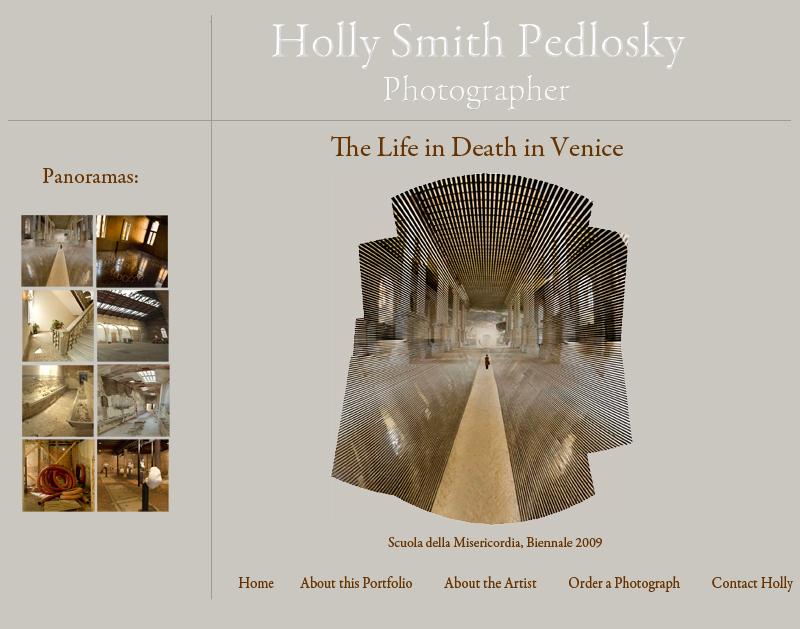 Holly Smith Pedlosky
Photographer
The Life in Death in Venice
Panoramas:
Scuola della Misericordia, Biennale 2009
Home About this Portfolio About the Artist Order a Photograph Contact Holly